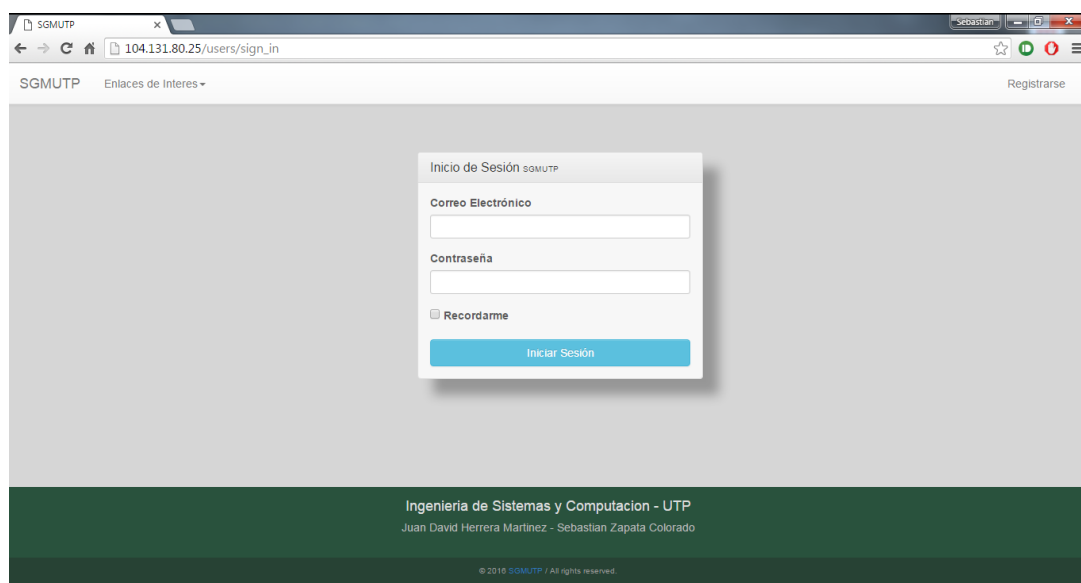 SGMUTP
Sebastian
104.131.80.25/users/sign_in
SGMUTP Enlaces de Interes Registrarse
Inicio de Sesión SGMUTP
Correo Electrónico
Contraseña
Recordarme
Iniciar Sesión
Ingenieria de Sistemas y Computacion - UTP
Juan David Herrera Martinez - Sebastian Zapata Colorado
© 2016 SGMUTP / All rights reserved.